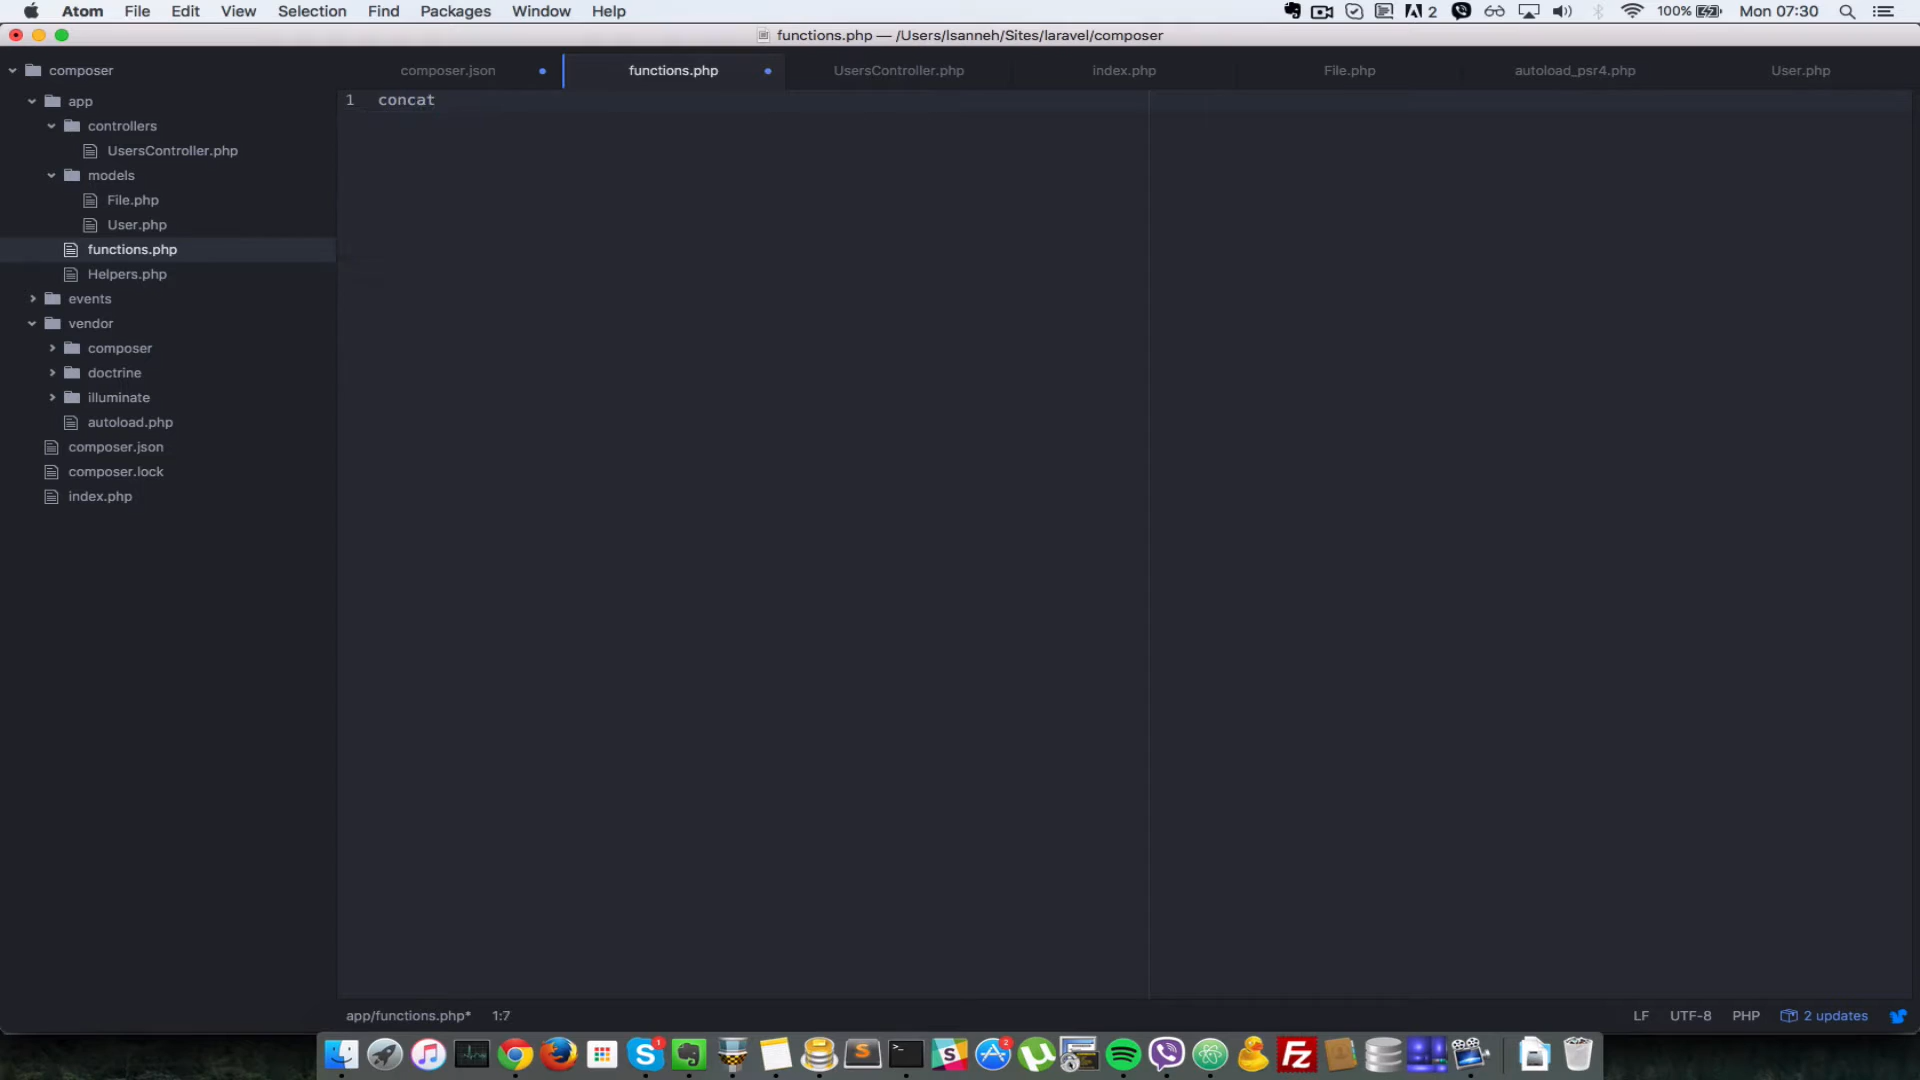 Atom File Edit View Selection Find Packages Window Help 2 100% Mon 07:30
functions.php — /Users/lsanneh/Sites/laravel/composer
composer
composer.json functions.php UsersController.php index.php File.php autoload_psr4.php User.php
1 concat
app
controllers
UsersController.php
models
File.php
User.php
functions.php
Helpers.php
events
vendor
composer
doctrine
illuminate
autoload.php
composer.json
composer.lock
index.php
app/functions.php* 1:7 LF UTF-8 PHP 2 updates